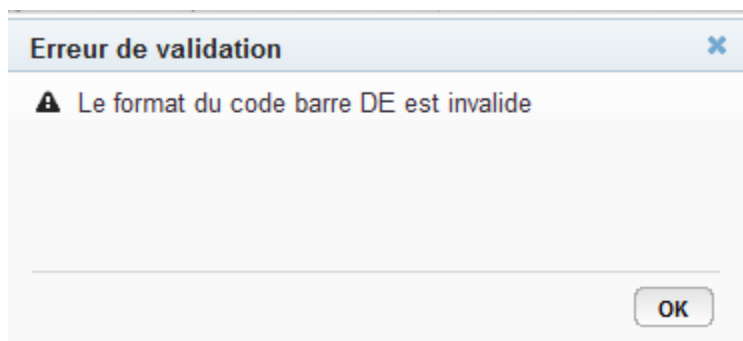 Erreur de validation
Le format du code barre DE est invalide
OK